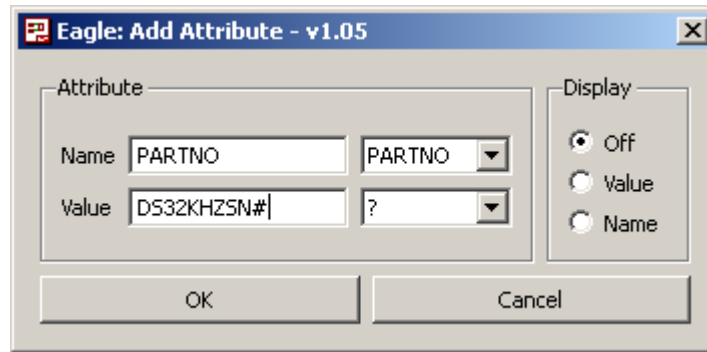 Eagle: Add Attribute - v1.05
Attribute
Display
Name PARTNO PARTNO
Off
Value DS32KHZSN# ?
Value
Name
OK Cancel